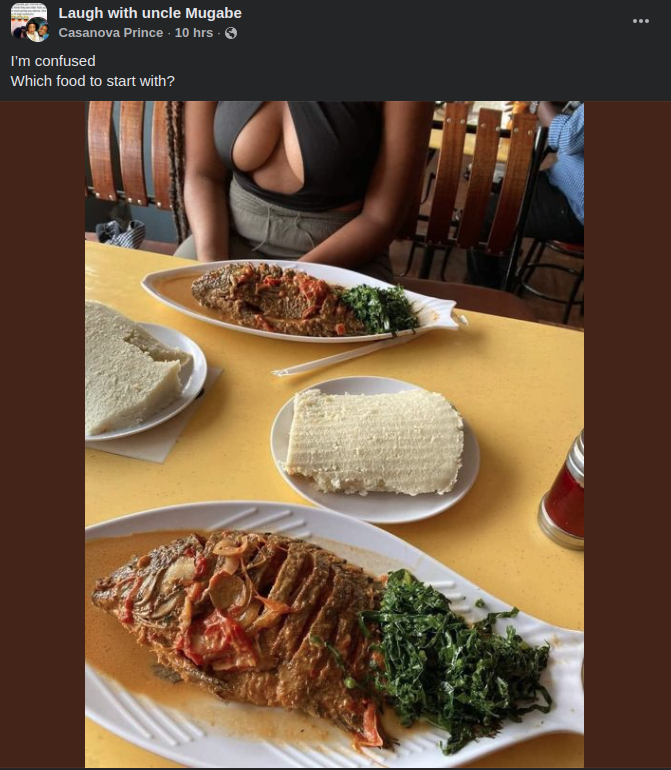 Laugh with uncle Mugabe
Casanova Prince · 10 hrs ·
I'm confused
Which food to start with?